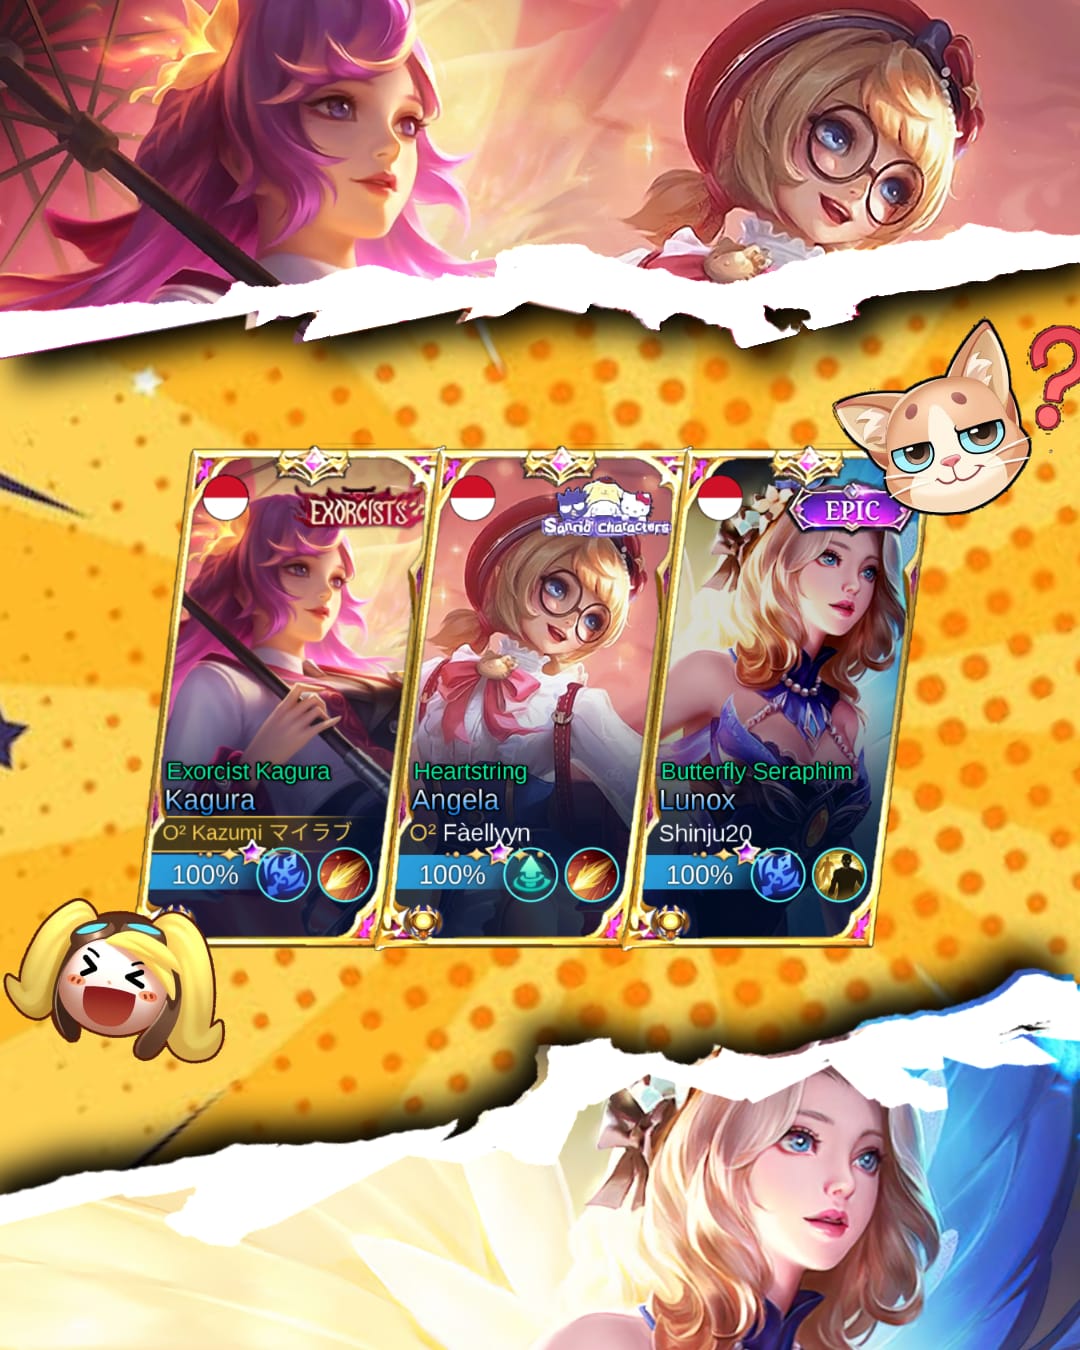 EXORCISTS
Exorcist Kagura
Kagura
O² Kazumi マイラブ
100%
Sanrio characters
Heartstring
Angela
O² Fàellyyn
100%
EPIC
Butterfly Seraphim
Lunox
Shinju20
100%
?